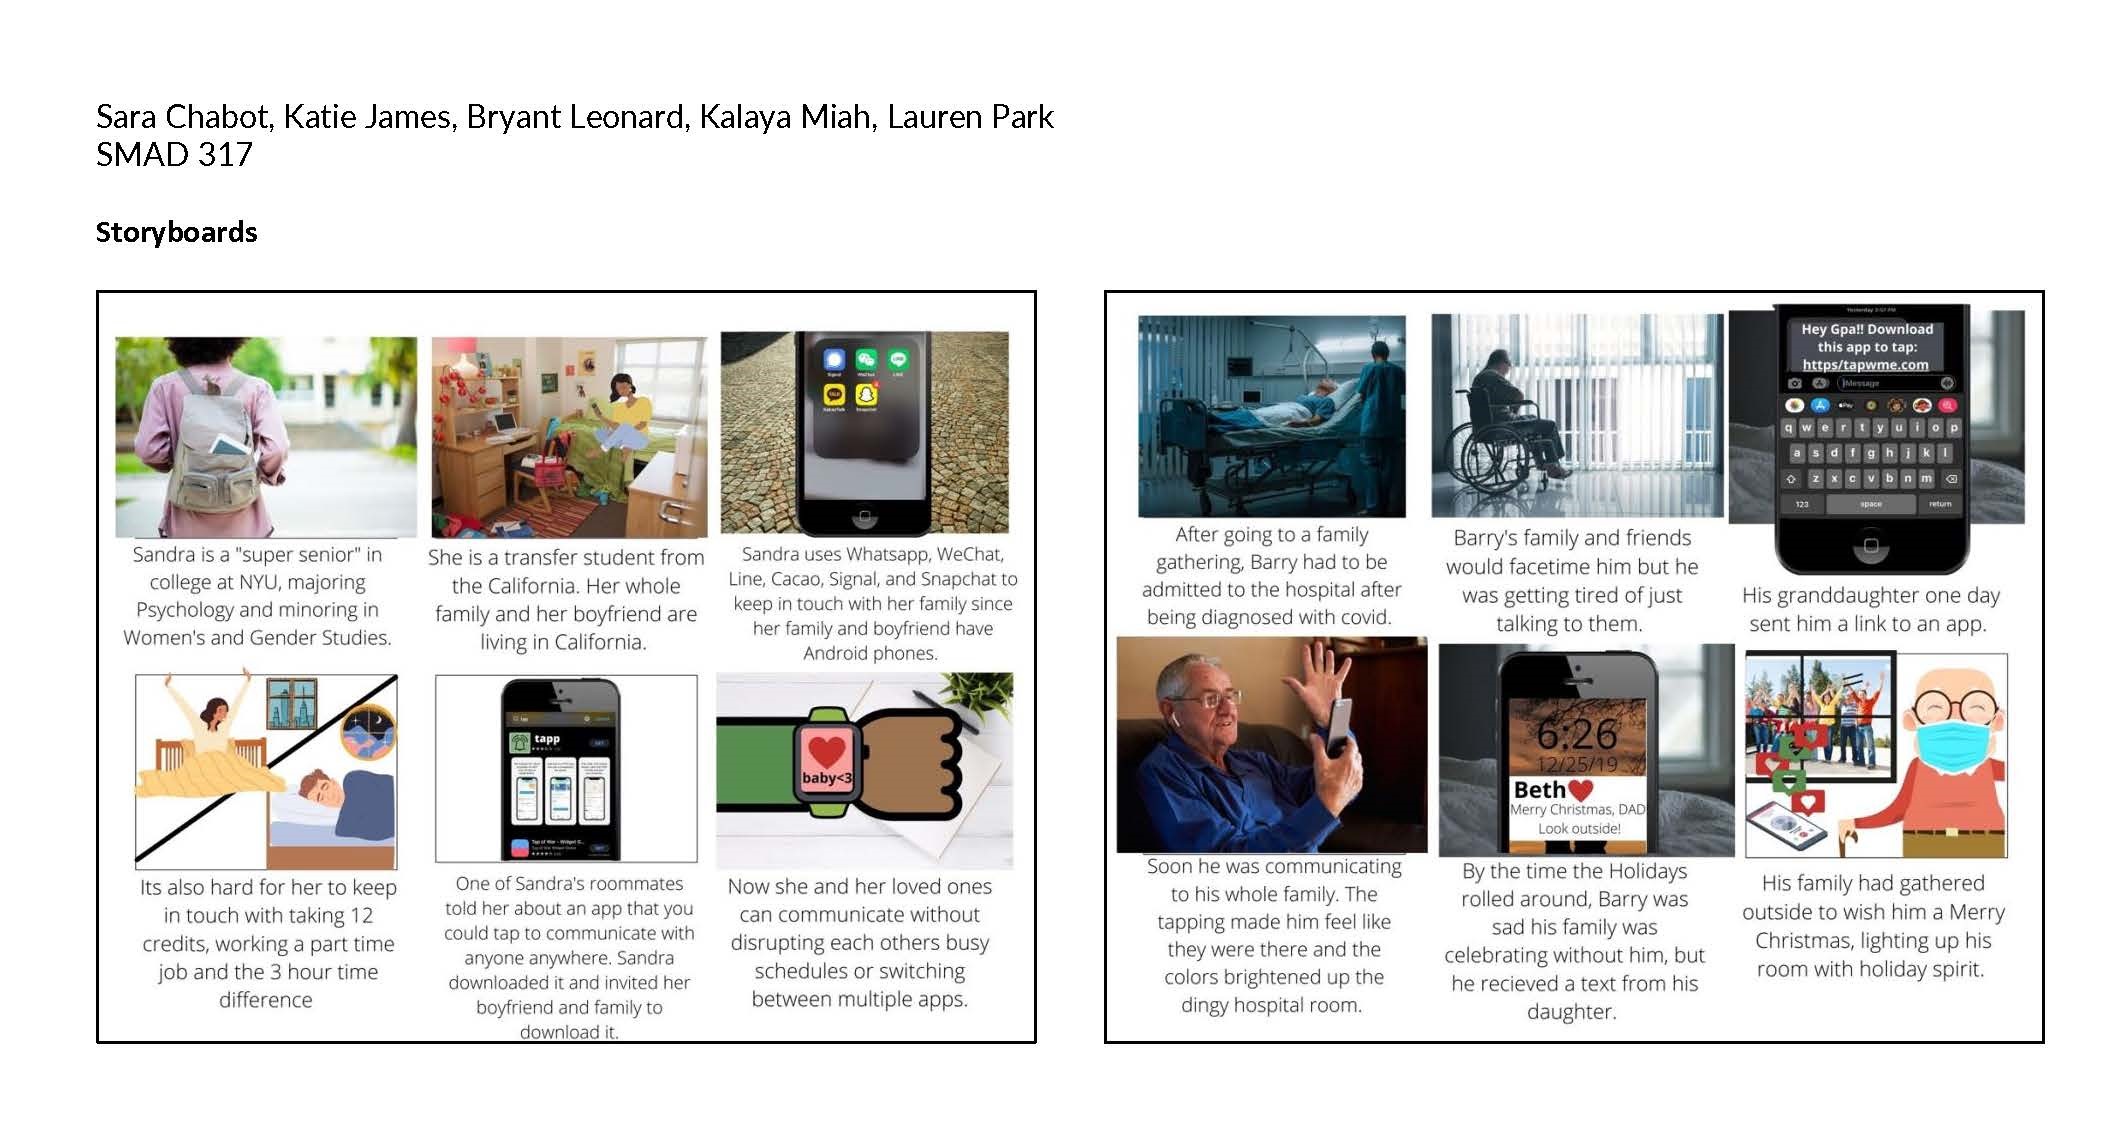 Sara Chabot, Katie James, Bryant Leonard, Kalaya Miah, Lauren Park
SMAD 317
Storyboards
Signal
WeChat
LINE
TALK
KakaoTalk
Snapchat
Sandra is a "super senior" in
college at NYU, majoring
Psychology and minoring in
Women's and Gender Studies.
She is a transfer student from
the California. Her whole
family and her boyfriend are
living in California.
Sandra uses Whatsapp, WeChat,
Line, Cacao, Signal, and Snapchat to
keep in touch with her family since
her family and boyfriend have
Android phones.
tapp
GET
baby<3
Its also hard for her to keep
in touch with taking 12
credits, working a part time
job and the 3 hour time
difference
One of Sandra's roommates
told her about an app that you
could tap to communicate with
anyone anywhere. Sandra
downloaded it and invited her
boyfriend and family to
download it.
Now she and her loved ones
can communicate without
disrupting each others busy
schedules or switching
between multiple apps.
Yesterday 3:57 PM
Hey Gpa!! Download
this app to tap:
https/tapwme.com
iMessage
Pay
q w e r t y u i o p
a s d f g h j k l
z x c v b n m
123 space return
After going to a family
gathering, Barry had to be
admitted to the hospital after
being diagnosed with covid.
Barry's family and friends
would facetime him but he
was getting tired of just
talking to them.
His granddaughter one day
sent him a link to an app.
6:26
12/25/19
Beth
Merry Christmas, DAD
Look outside!
Soon he was communicating
to his whole family. The
tapping made him feel like
they were there and the
colors brightened up the
dingy hospital room.
By the time the Holidays
rolled around, Barry was
sad his family was
celebrating without him, but
he recieved a text from his
daughter.
His family had gathered
outside to wish him a Merry
Christmas, lighting up his
room with holiday spirit.